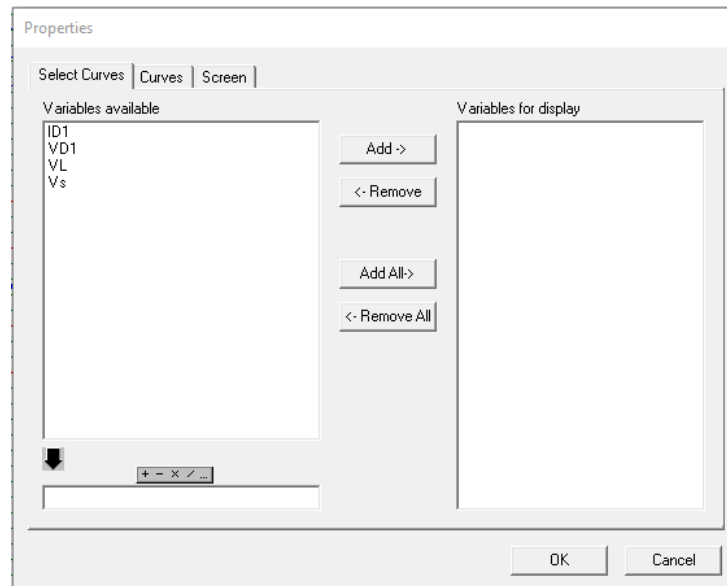 Properties
Select Curves Curves Screen
Variables available
Variables for display
ID1
VD1
VL
Vs
Add ->
<- Remove
Add All->
<- Remove All
+ - × / ...
OK
Cancel